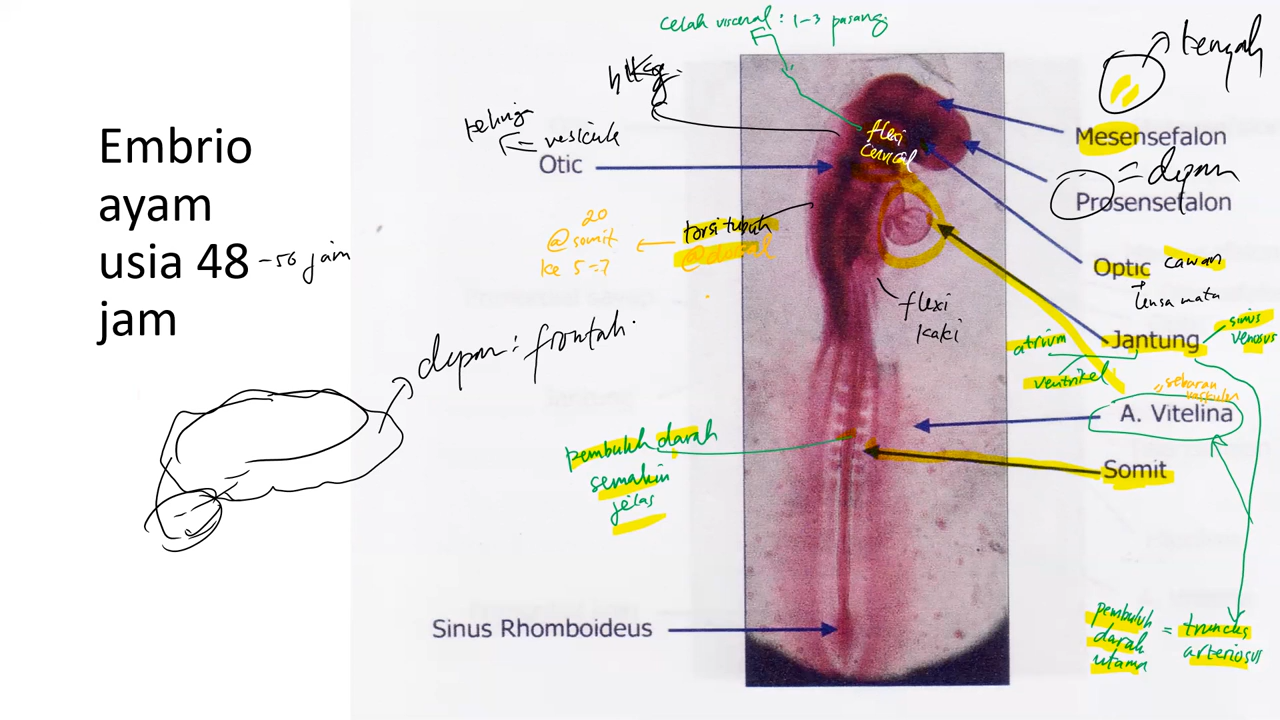 Embrio
ayam
usia 48 - 56 jam
jam
celah visceral : 1-3 pasang
telinga
vesicule
Otic
flexi
cervical
tengah
Mesensefalon
= depan
Prosensefalon
Optic cawan
lensa mata
20
@ somit
ke 5-7
torsi tubuh
@dorsal
flexi
kaki
Jantung
sinus
venosus
atrium
ventrikel
sebaran
vaskuler
A. Vitelina
Somit
depan : frontal.
pembuluh darah
semakin
jelas
Sinus Rhomboideus
pembuluh
darah
utama
= truncus
arteriosus